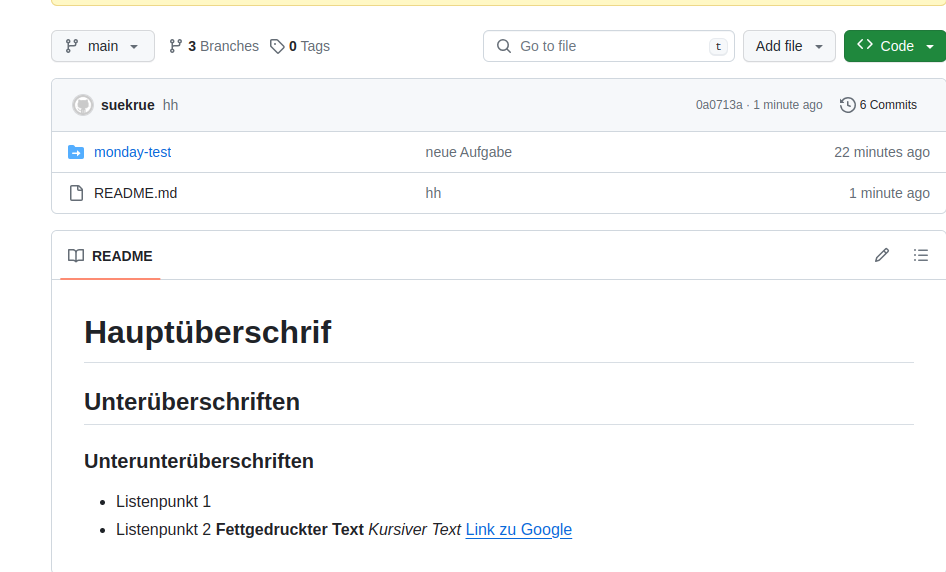 main 3 Branches 0 Tags Go to file t Add file Code
suekrue hh 0a0713a · 1 minute ago 6 Commits
monday-test neue Aufgabe 22 minutes ago
README.md hh 1 minute ago
README
Hauptüberschrif
Unterüberschriften
Unterunterüberschriften
• Listenpunkt 1
• Listenpunkt 2 Fettgedruckter Text Kursiver Text Link zu Google